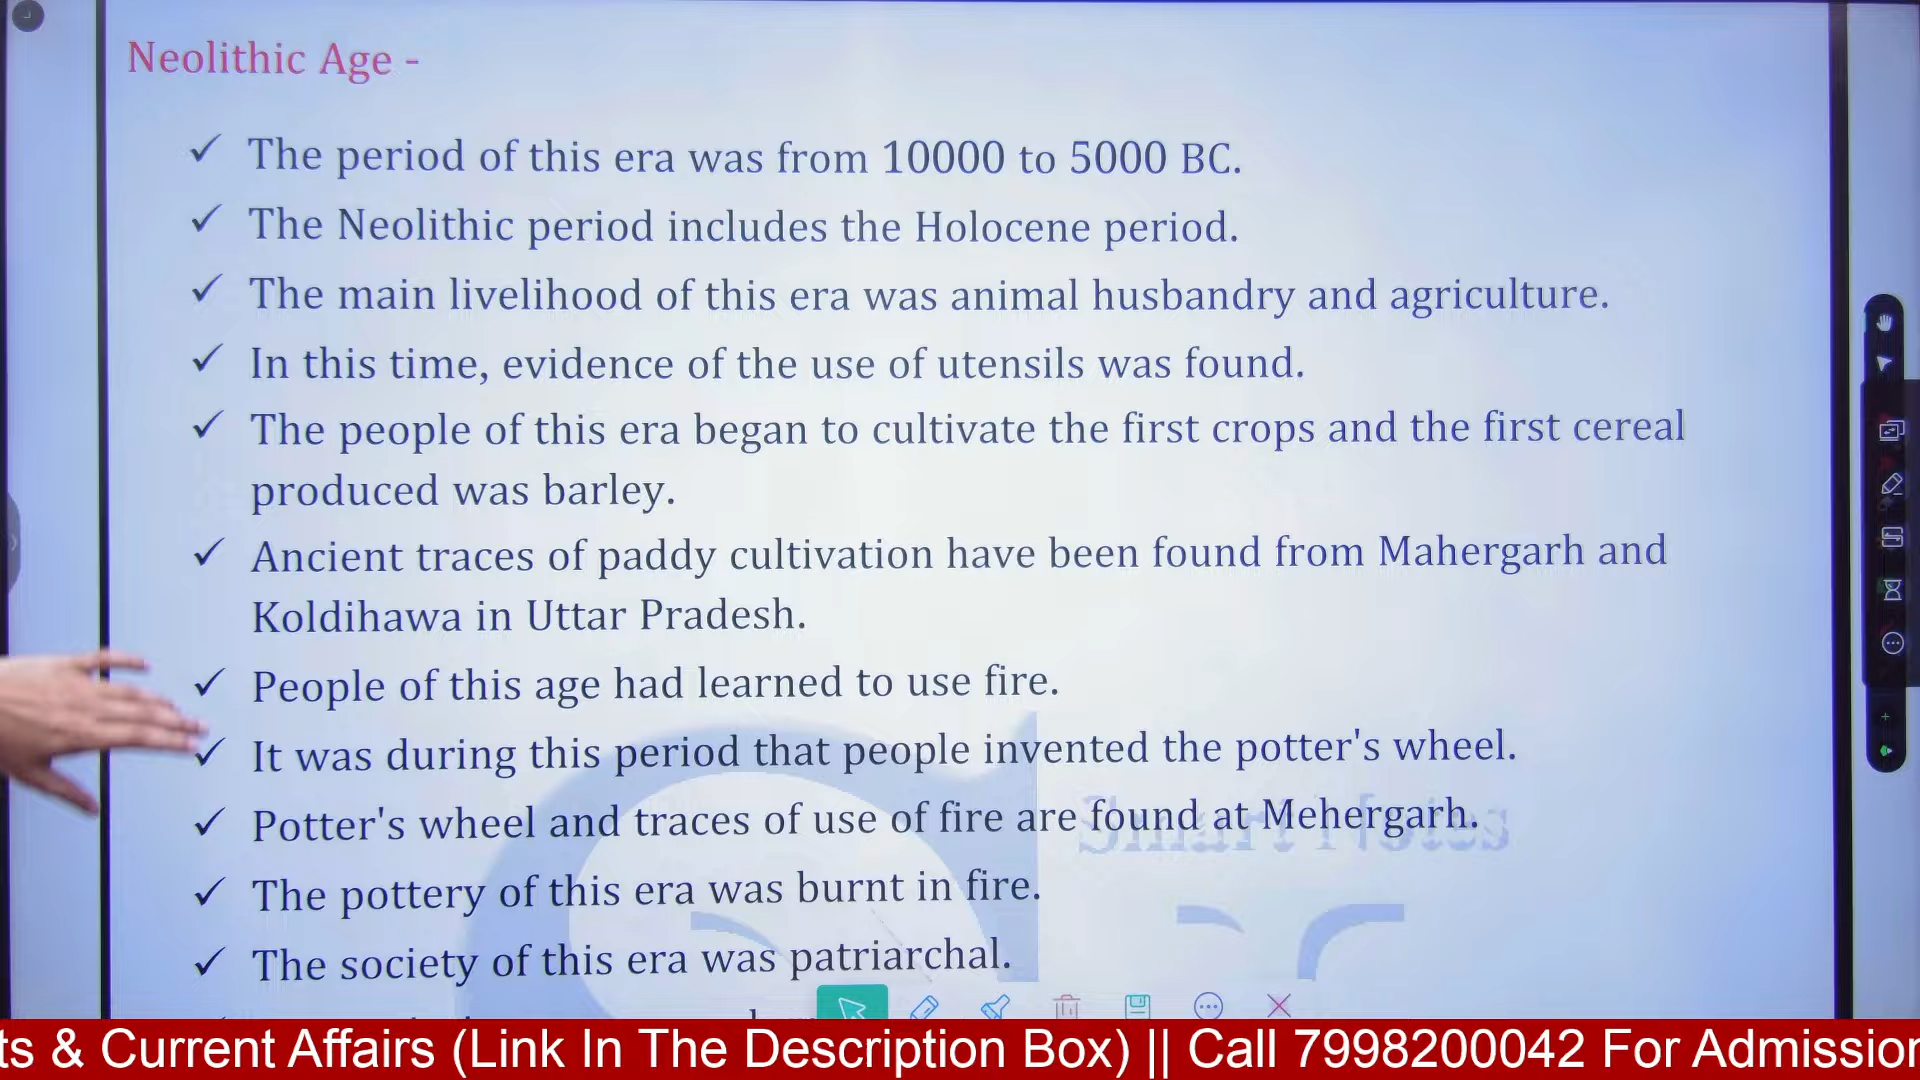 Neolithic Age -
✓ The period of this era was from 10000 to 5000 BC.
✓ The Neolithic period includes the Holocene period.
✓ The main livelihood of this era was animal husbandry and agriculture.
✓ In this time, evidence of the use of utensils was found.
✓ The people of this era began to cultivate the first crops and the first cereal
produced was barley.
✓ Ancient traces of paddy cultivation have been found from Mahergarh and
Koldihawa in Uttar Pradesh.
✓ People of this age had learned to use fire.
✓ It was during this period that people invented the potter's wheel.
✓ Potter's wheel and traces of use of fire are found at Mehergarh.
Smart Notes
✓ The pottery of this era was burnt in fire.
✓ The society of this era was patriarchal.
ts & Current Affairs (Link In The Description Box) || Call 7998200042 For Admission